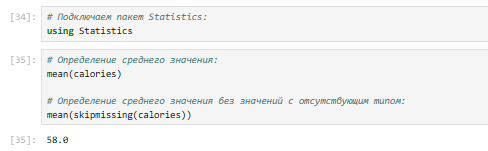 [34]: # Подключаем пакет Statistics:
using Statistics
[35]: # Определение среднего значения:
mean(calories)
# Определение среднего значения без значений с отсутствующим типом:
mean(skipmissing(calories))
[35]: 58.0